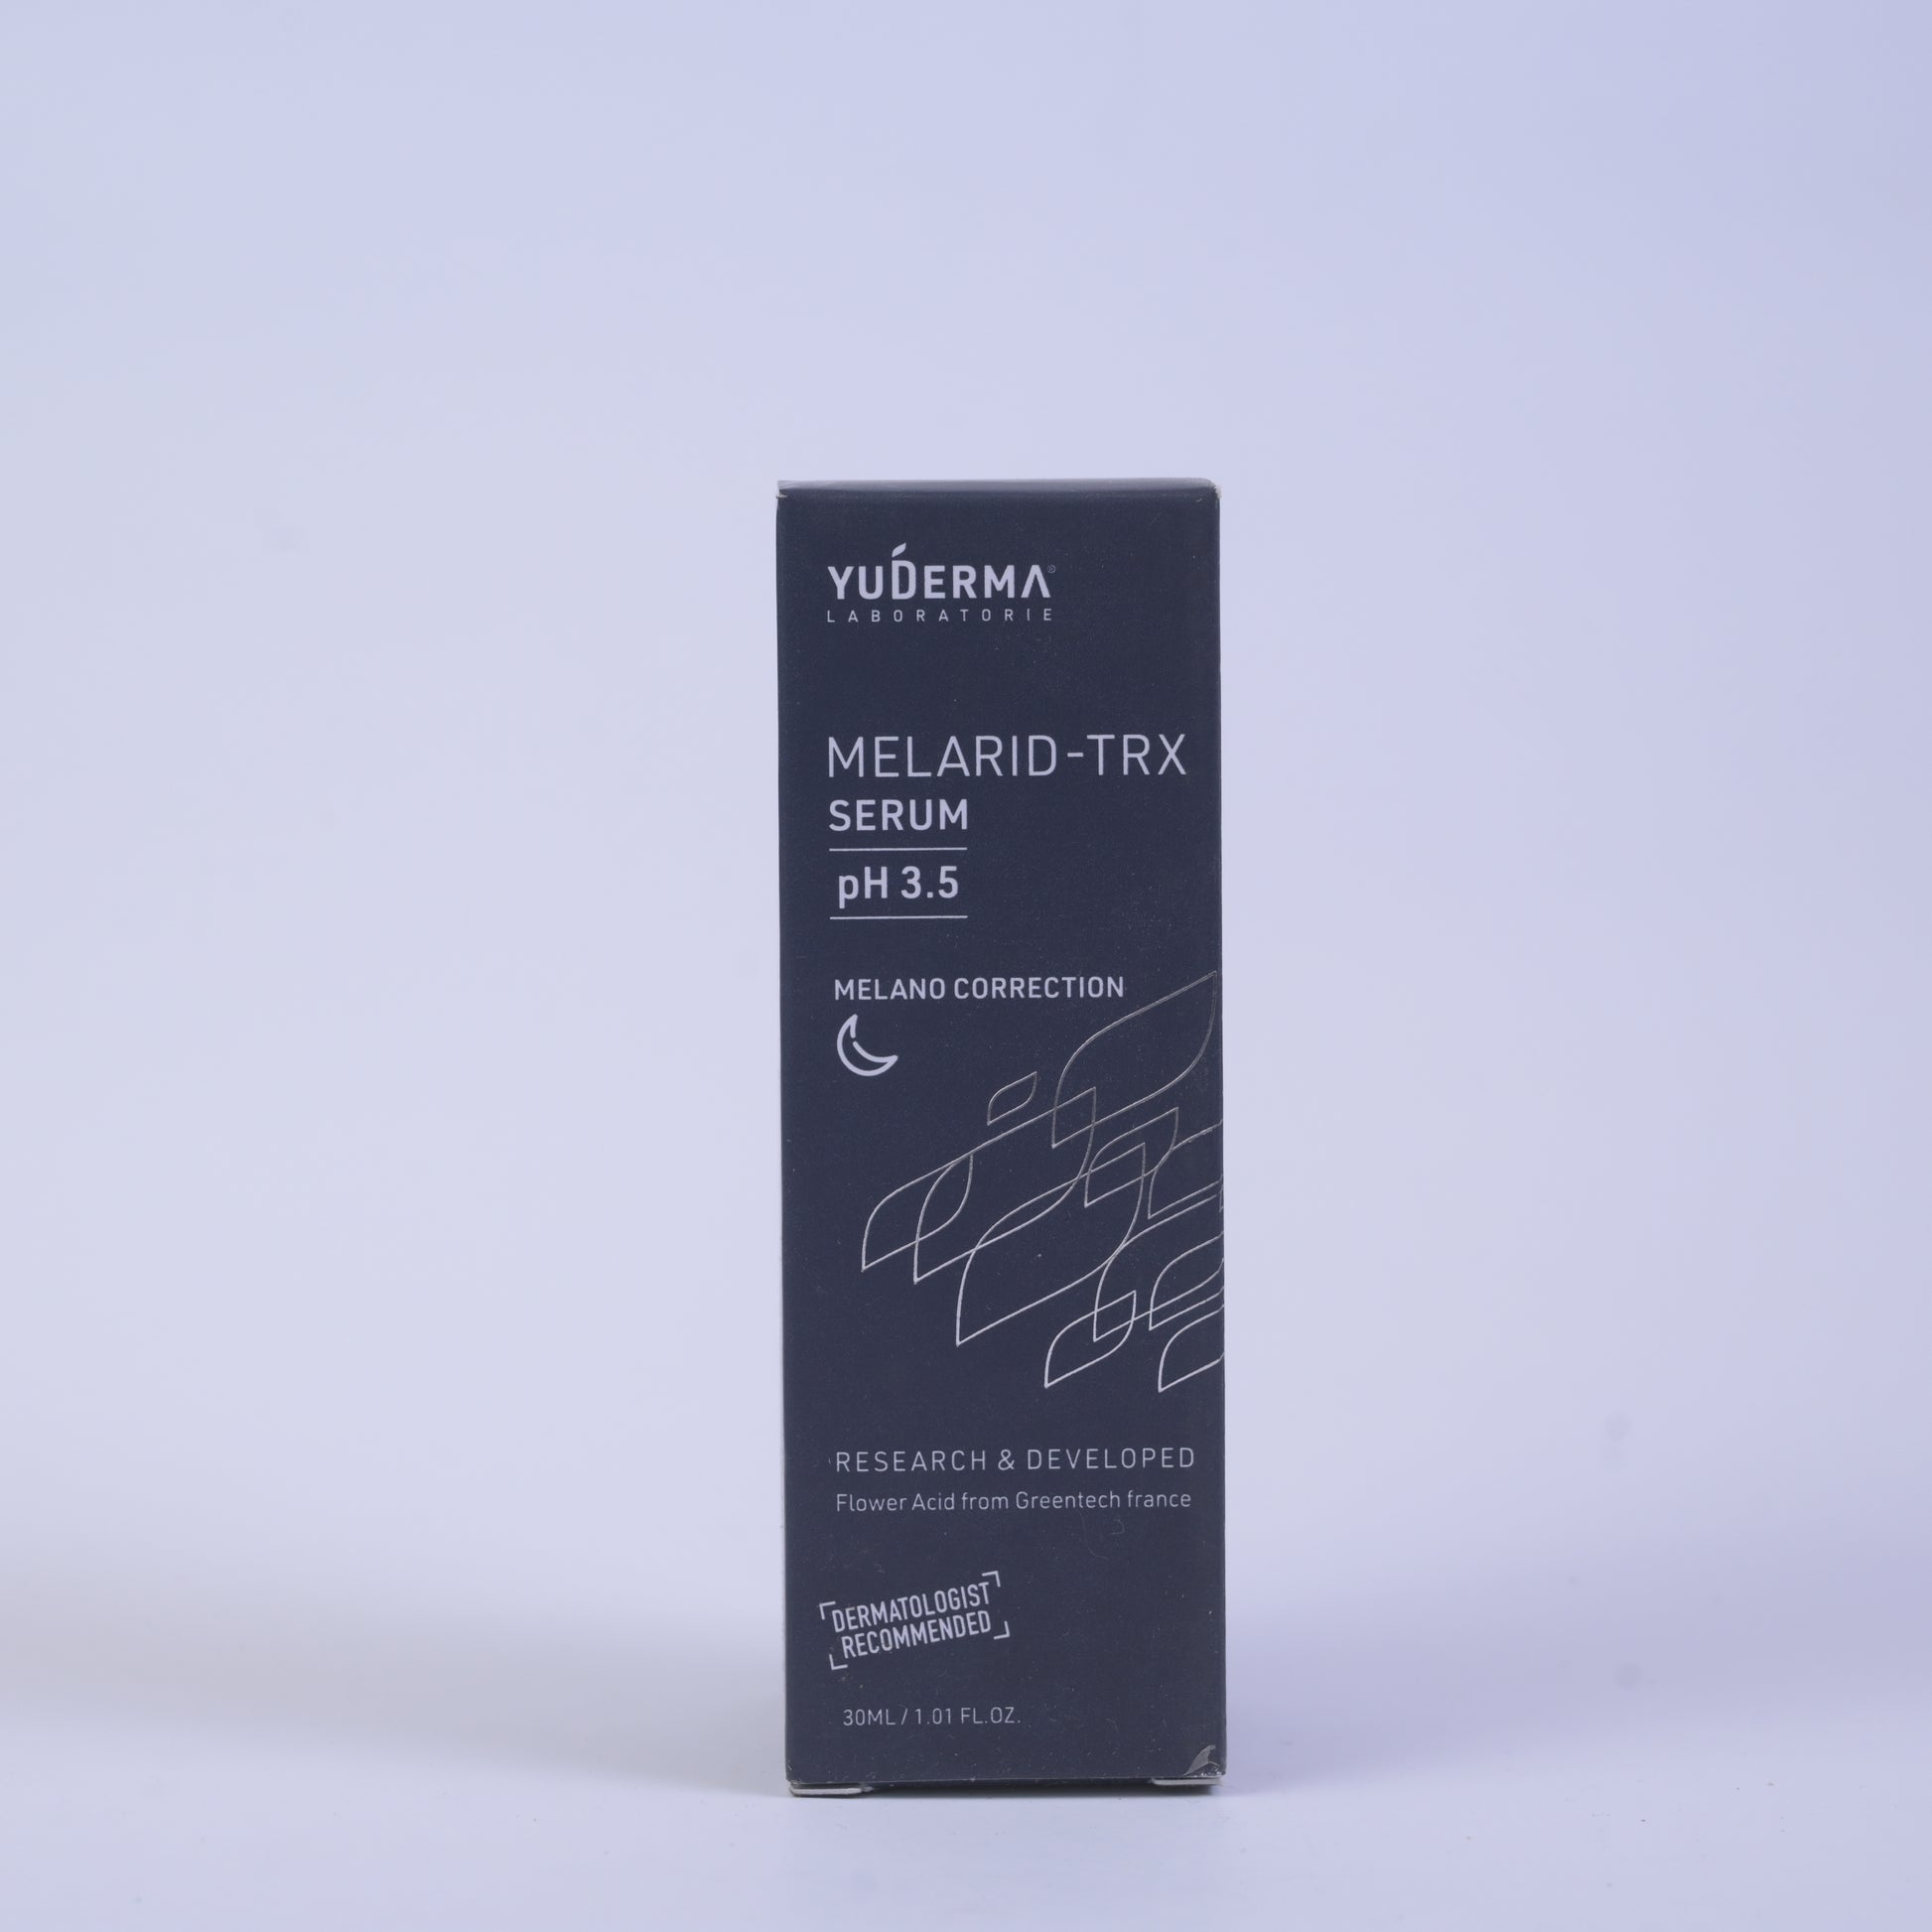 YUDERMA®
LABORATORIE
MELARID-TRX
SERUM
pH 3.5
MELANO CORRECTION
RESEARCH & DEVELOPED
Flower Acid from Greentech france
DERMATOLOGIST
RECOMMENDED
30ML / 1.01 FL.OZ.